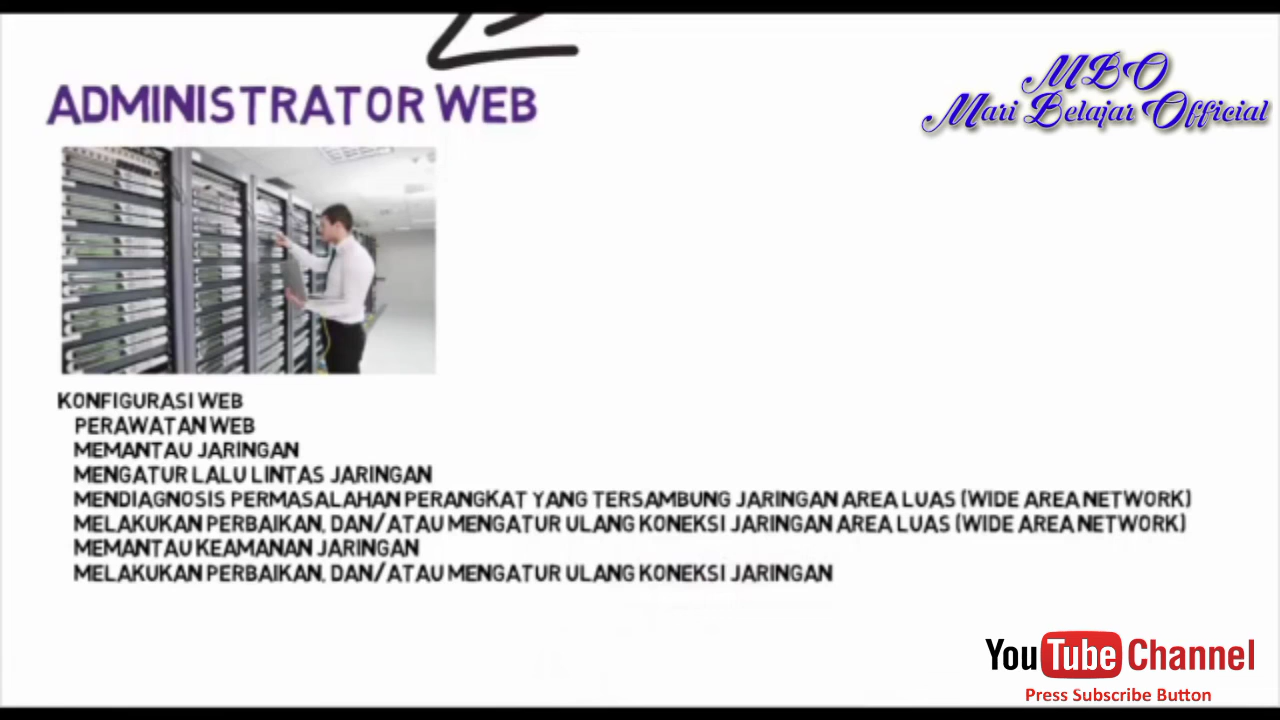 ADMINISTRATOR WEB
MBO
Mari Belajar Official
KONFIGURASI WEB
PERAWATAN WEB
MEMANTAU JARINGAN
MENGATUR LALU LINTAS JARINGAN
MENDIAGNOSIS PERMASALAHAN PERANGKAT YANG TERSAMBUNG JARINGAN AREA LUAS (WIDE AREA NETWORK)
MELAKUKAN PERBAIKAN, DAN/ATAU MENGATUR ULANG KONEKSI JARINGAN AREA LUAS (WIDE AREA NETWORK)
MEMANTAU KEAMANAN JARINGAN
MELAKUKAN PERBAIKAN, DAN/ATAU MENGATUR ULANG KONEKSI JARINGAN
YouTube Channel
Press Subscribe Button